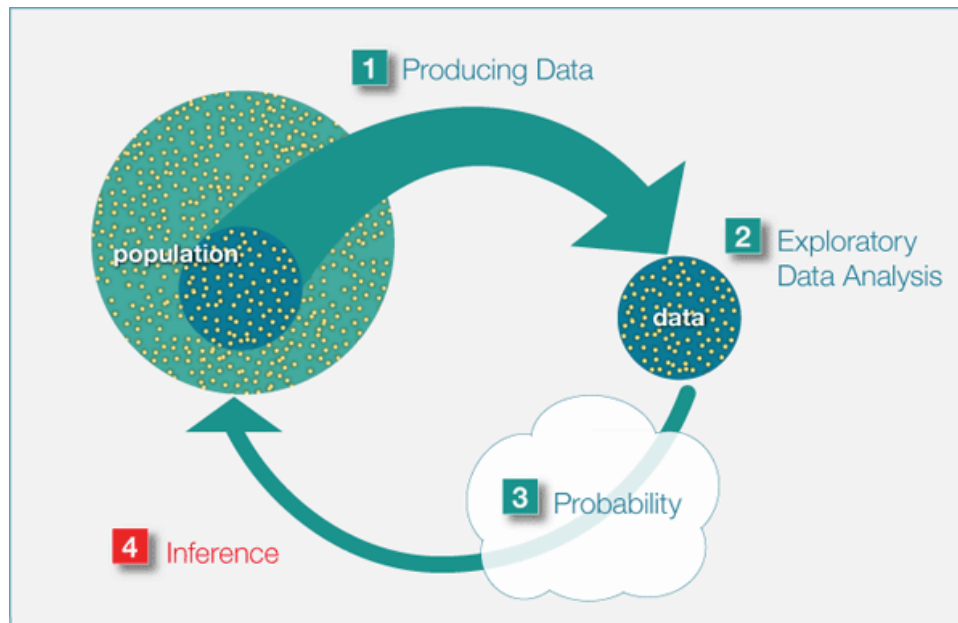 1 Producing Data
population
2 Exploratory
Data Analysis
data
3 Probability
4 Inference